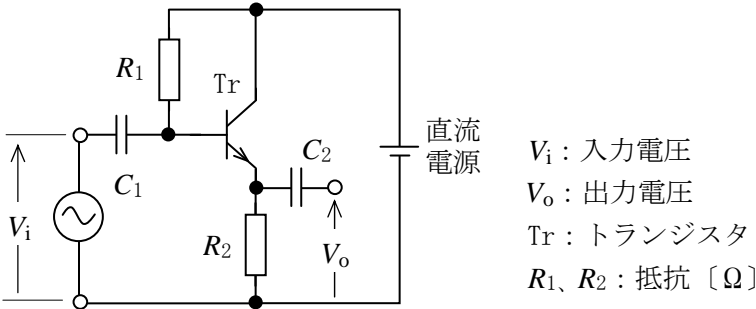 R1
Tr
C1
C2
直流
電源
Vi
R2
Vo
Vi：入力電圧
Vo：出力電圧
Tr：トランジスタ
R1、R2：抵抗〔Ω〕